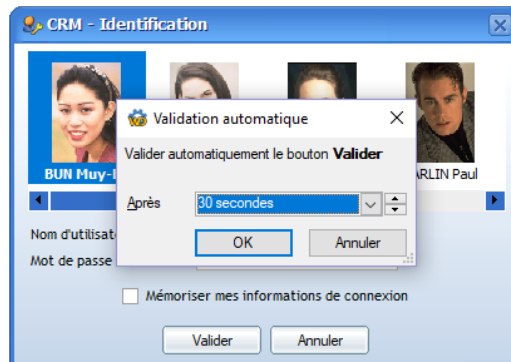 CRM - Identification
Validation automatique
Valider automatiquement le bouton Valider
BUN Muy-
RLIN Paul
Après
30 secondes
OK
Annuler
Nom d'utilisat
Mot de passe
Mémoriser mes informations de connexion
Valider
Annuler